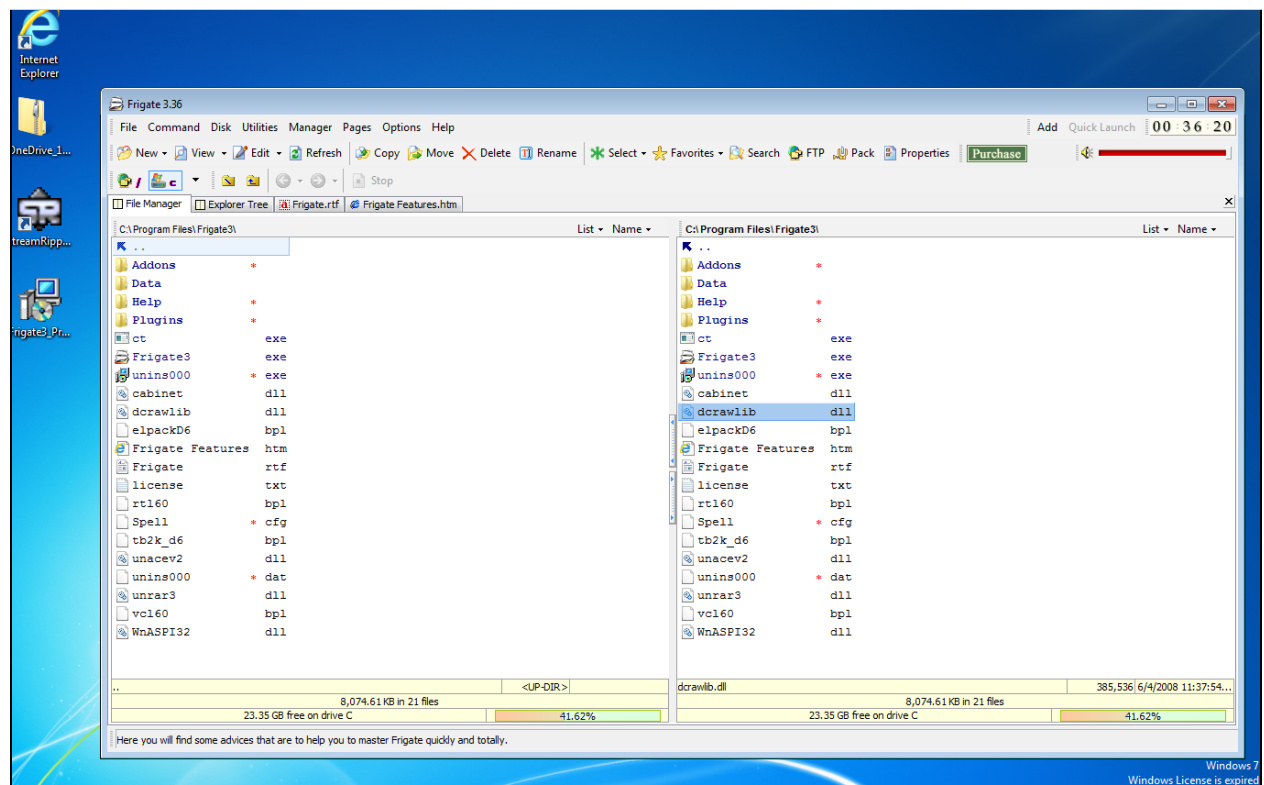 Internet
Explorer
OneDrive_1...
treamRipp...
rigate3_Pr...
Frigate 3.36
File Command Disk Utilities Manager Pages Options Help
Add Quick Launch 00:36:20
New View Edit Refresh Copy Move Delete Rename Select Favorites Search FTP Pack Properties Purchase
/ c Stop
File Manager Explorer Tree Frigate.rtf Frigate Features.htm X
C:\Program Files\Frigate3\ List Name
..
Addons *
Data
Help *
Plugins *
ct exe
Frigate3 exe
unins000 * exe
cabinet dll
dcrawlib dll
elpackD6 bpl
Frigate Features htm
Frigate rtf
license txt
rtl60 bpl
Spell * cfg
tb2k_d6 bpl
unacev2 dll
unins000 * dat
unrar3 dll
vcl60 bpl
WnASPI32 dll
.. <UP-DIR>
8,074.61 KB in 21 files
23.35 GB free on drive C 41.62%
C:\Program Files\Frigate3\ List Name
..
Addons *
Data
Help *
Plugins *
ct exe
Frigate3 exe
unins000 * exe
cabinet dll
dcrawlib dll
elpackD6 bpl
Frigate Features htm
Frigate rtf
license txt
rtl60 bpl
Spell * cfg
tb2k_d6 bpl
unacev2 dll
unins000 * dat
unrar3 dll
vcl60 bpl
WnASPI32 dll
dcrawlib.dll 385,536 6/4/2008 11:37:54...
8,074.61 KB in 21 files
23.35 GB free on drive C 41.62%
Here you will find some advices that are to help you to master Frigate quickly and totally.
Windows 7
Windows License is expired